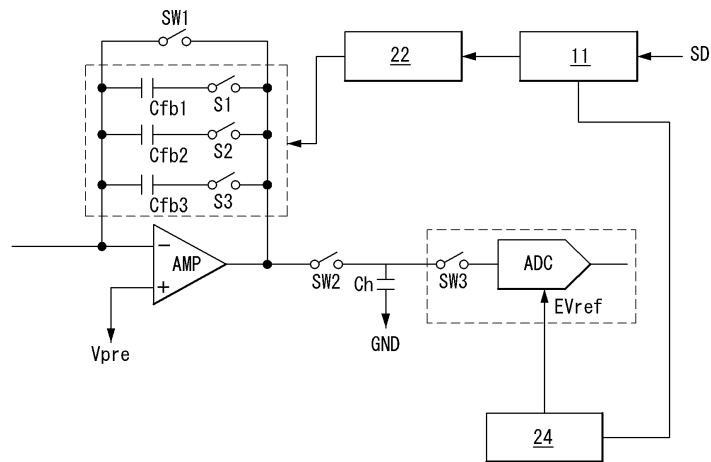 SW1
22
11
SD
Cfb1
S1
Cfb2
S2
Cfb3
S3
AMP
−
+
Vpre
SW2
Ch
GND
SW3
ADC
EVref
24